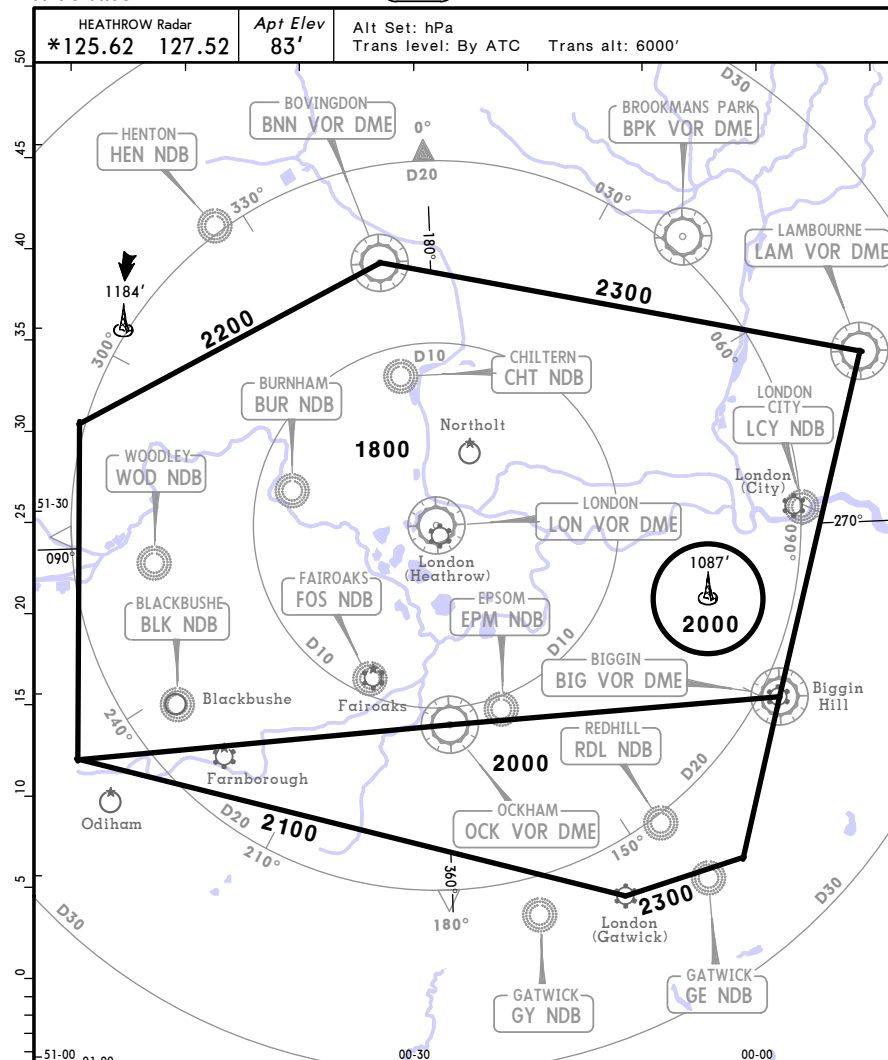 HEATHROW Radar
*125.62 127.52
Apt Elev
83'
Alt Set: hPa
Trans level: By ATC Trans alt: 6000'
50
45
40
35
30
25
20
15
10
5
0
D30
BOVINGDON
BNN VOR DME
BROOKMANS PARK
BPK VOR DME
HENTON
HEN NDB
0°
D20
330°
030°
LAMBOURNE
LAM VOR DME
180°
1184'
2200
2300
300°
060°
D10
CHILTERN
CHT NDB
BURNHAM
BUR NDB
LONDON
CITY
LCY NDB
Northolt
1800
WOODLEY
WOD NDB
London
(City)
51-30
LONDON
LON VOR DME
270°
090°
090°
London
(Heathrow)
1087'
2000
FAIROAKS
FOS NDB
EPSOM
EPM NDB
BLACKBUSHE
BLK NDB
D10
D10
BIGGIN
BIG VOR DME
Biggin
Hill
Blackbushe
Fairoaks
240°
REDHILL
RDL NDB
2000
D20
Farnborough
Odiham
D20
2100
OCKHAM
OCK VOR DME
150°
210°
360°
180°
2300
London
(Gatwick)
D30
D30
GATWICK
GY NDB
GATWICK
GE NDB
51-00
00-30
00-00